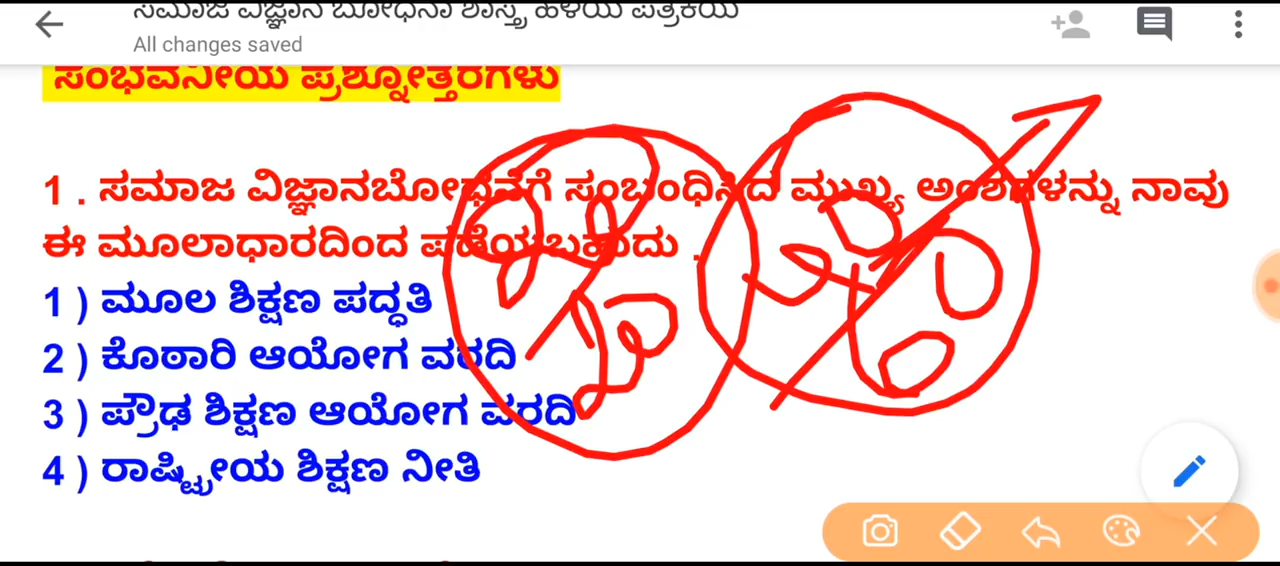 ಸಮಾಜ ವಿಜ್ಞಾನ ಬೋಧನಾ ಶಾಸ್ತ್ರ ಹಳೆಯ ಪತ್ರಿಕೆಯ
All changes saved
ಸಂಭವನೀಯ ಪ್ರಶ್ನೋತ್ತರಗಳು
1 . ಸಮಾಜ ವಿಜ್ಞಾನಬೋಧನೆಗೆ ಸಂಬಂಧಿಸಿದ ಮುಖ್ಯ ಅಂಶಗಳನ್ನು ನಾವು
ಈ ಮೂಲಾಧಾರದಿಂದ ಪಡೆಯಬಹುದು .
1 ) ಮೂಲ ಶಿಕ್ಷಣ ಪದ್ಧತಿ
2 ) ಕೊಠಾರಿ ಆಯೋಗ ವರದಿ
3 ) ಪ್ರೌಢ ಶಿಕ್ಷಣ ಆಯೋಗ ವರದಿ
4 ) ರಾಷ್ಟ್ರೀಯ ಶಿಕ್ಷಣ ನೀತಿ